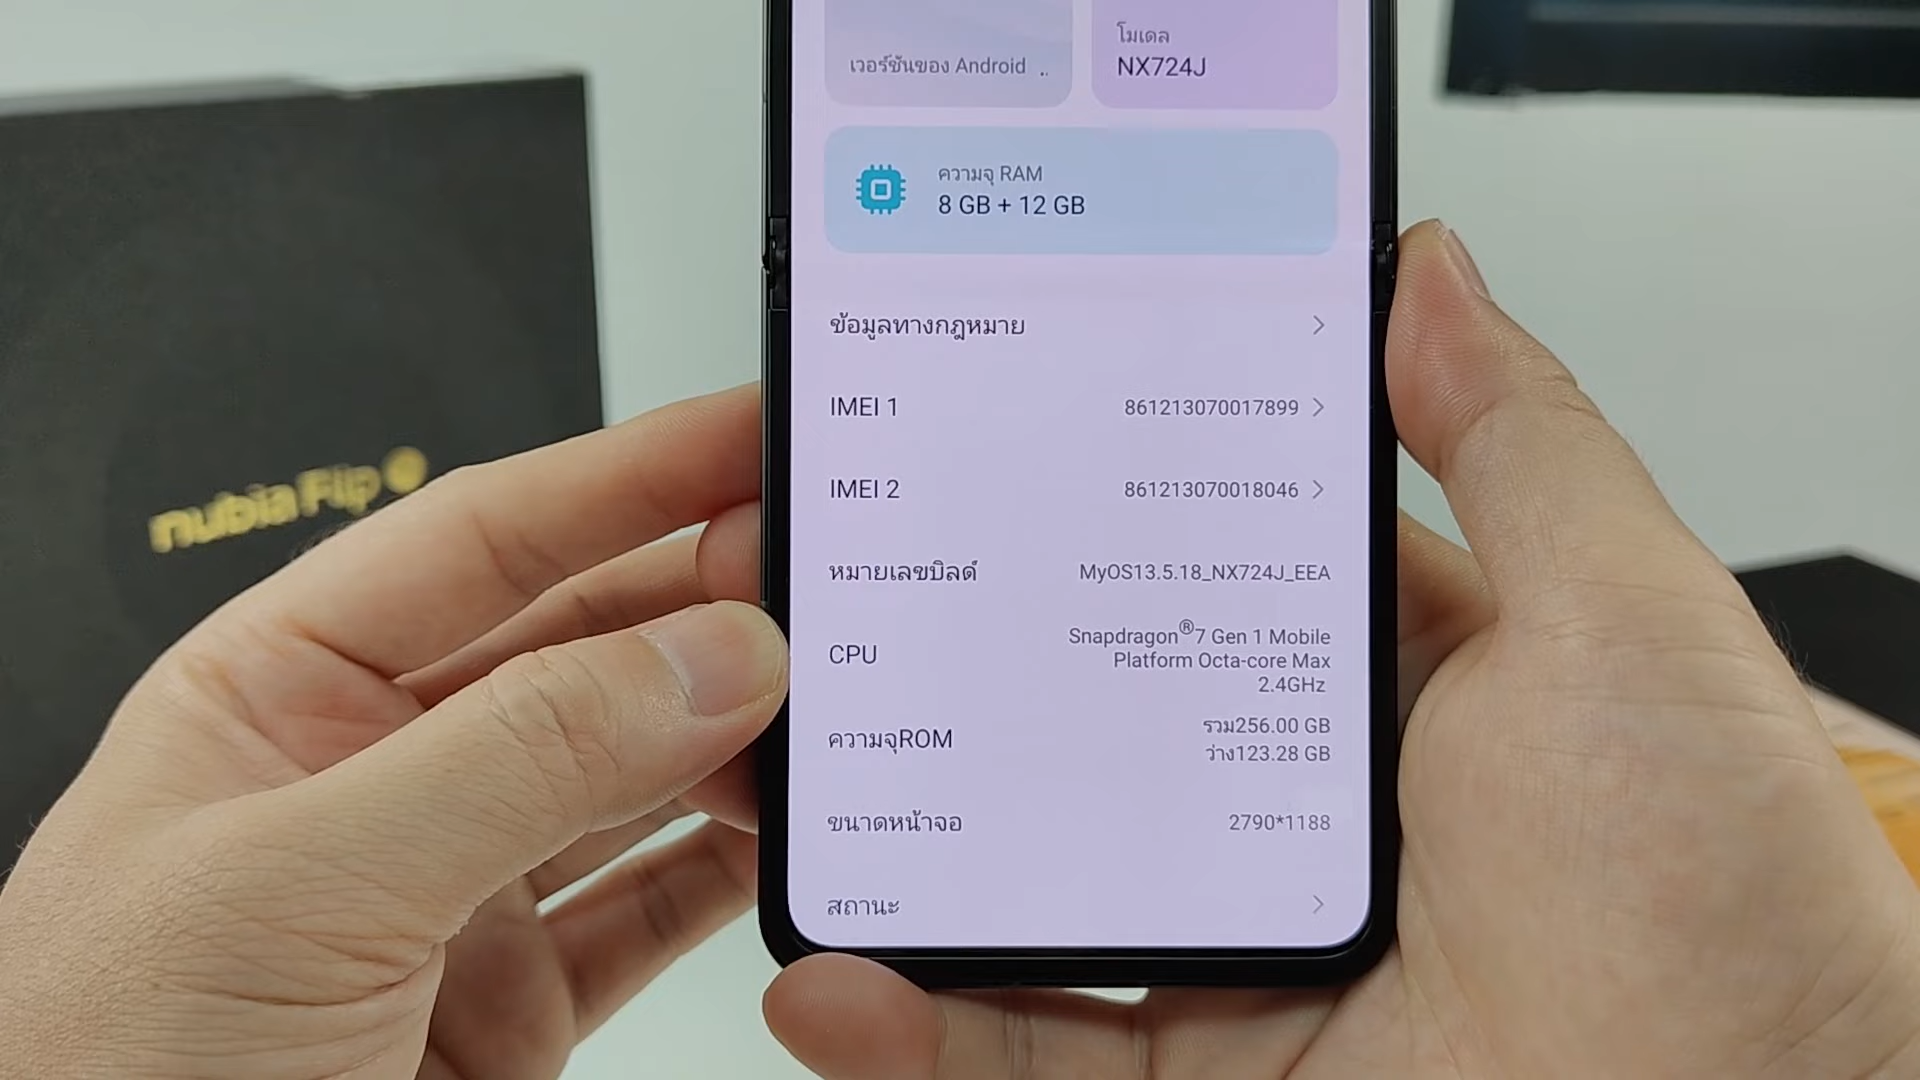 โมเดล
เวอร์ชันของ Android ..
NX724J
ความจุ RAM
8 GB + 12 GB
ข้อมูลทางกฎหมาย
IMEI 1
861213070017899
IMEI 2
861213070018046
หมายเลขบิลด์
MyOS13.5.18_NX724J_EEA
CPU
Snapdragon®7 Gen 1 Mobile
Platform Octa-core Max
2.4GHz
ความจุROM
รวม256.00 GB
ว่าง123.28 GB
ขนาดหน้าจอ
2790*1188
สถานะ
nubia Flip